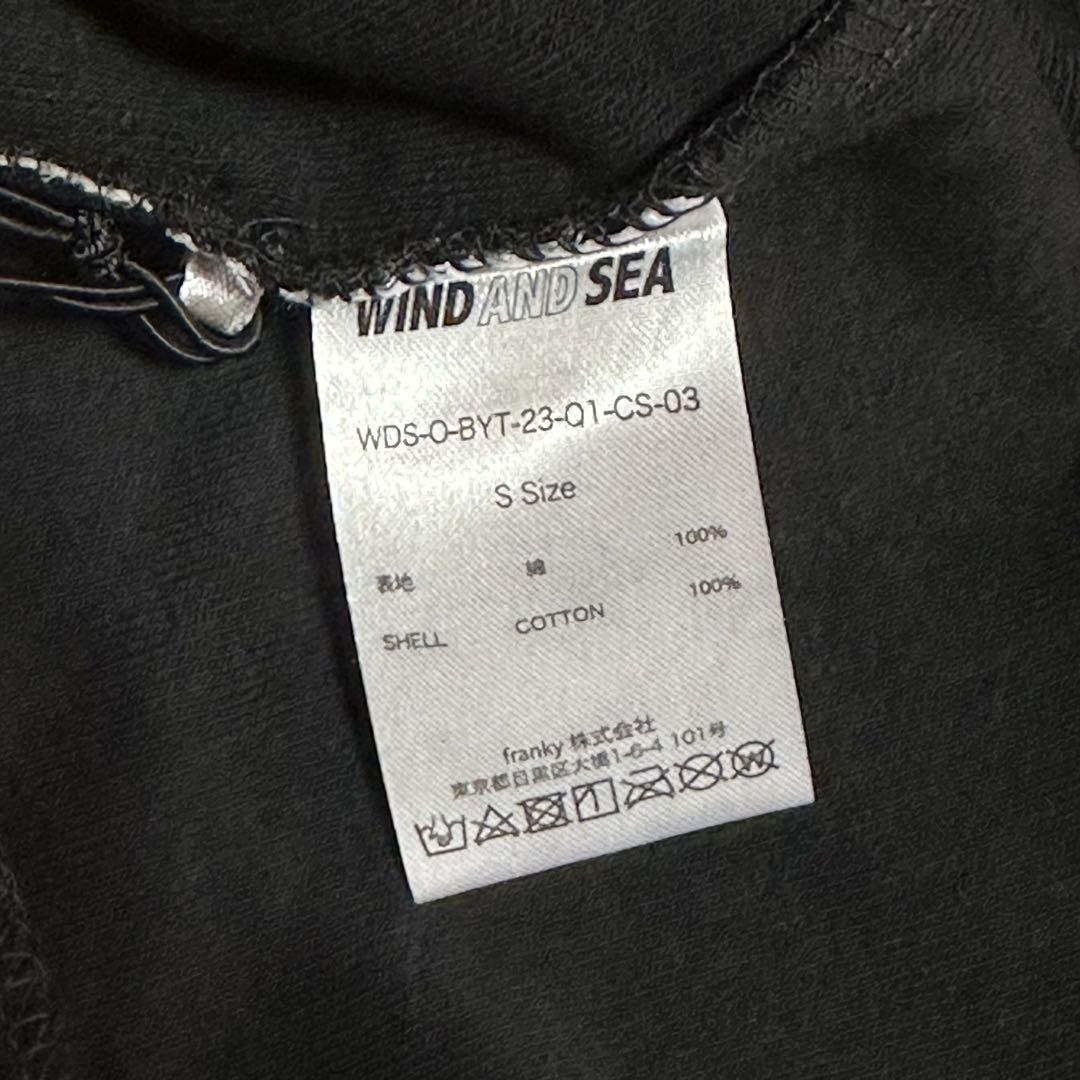 WIND AND SEA
WDS-O-BYT-23-Q1-CS-03
S Size
表地 綿 100%
SHELL COTTON 100%
franky 株式会社
東京都目黒区大橋1-6-4 101号
W